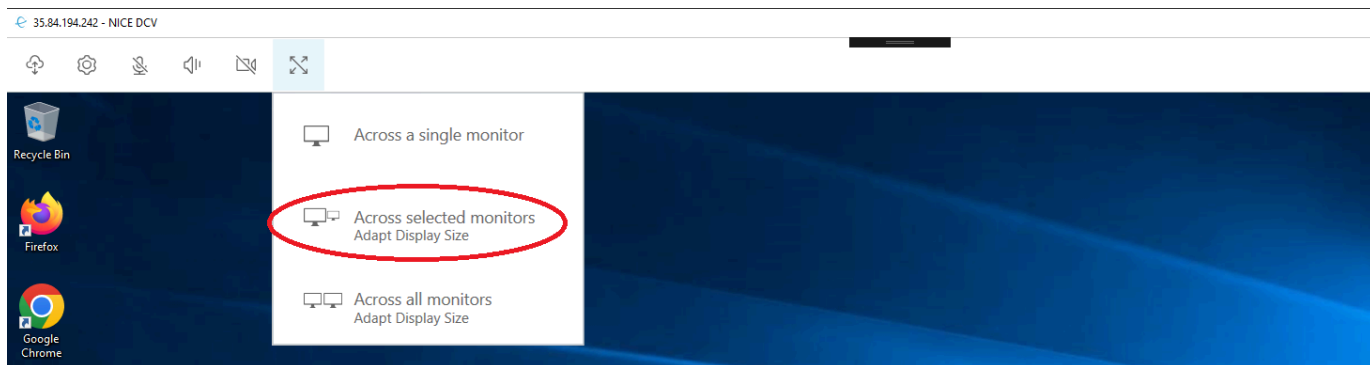 35.84.194.242 - NICE DCV
Recycle Bin
Firefox
Google
Chrome
Across a single monitor
Across selected monitors
Adapt Display Size
Across all monitors
Adapt Display Size